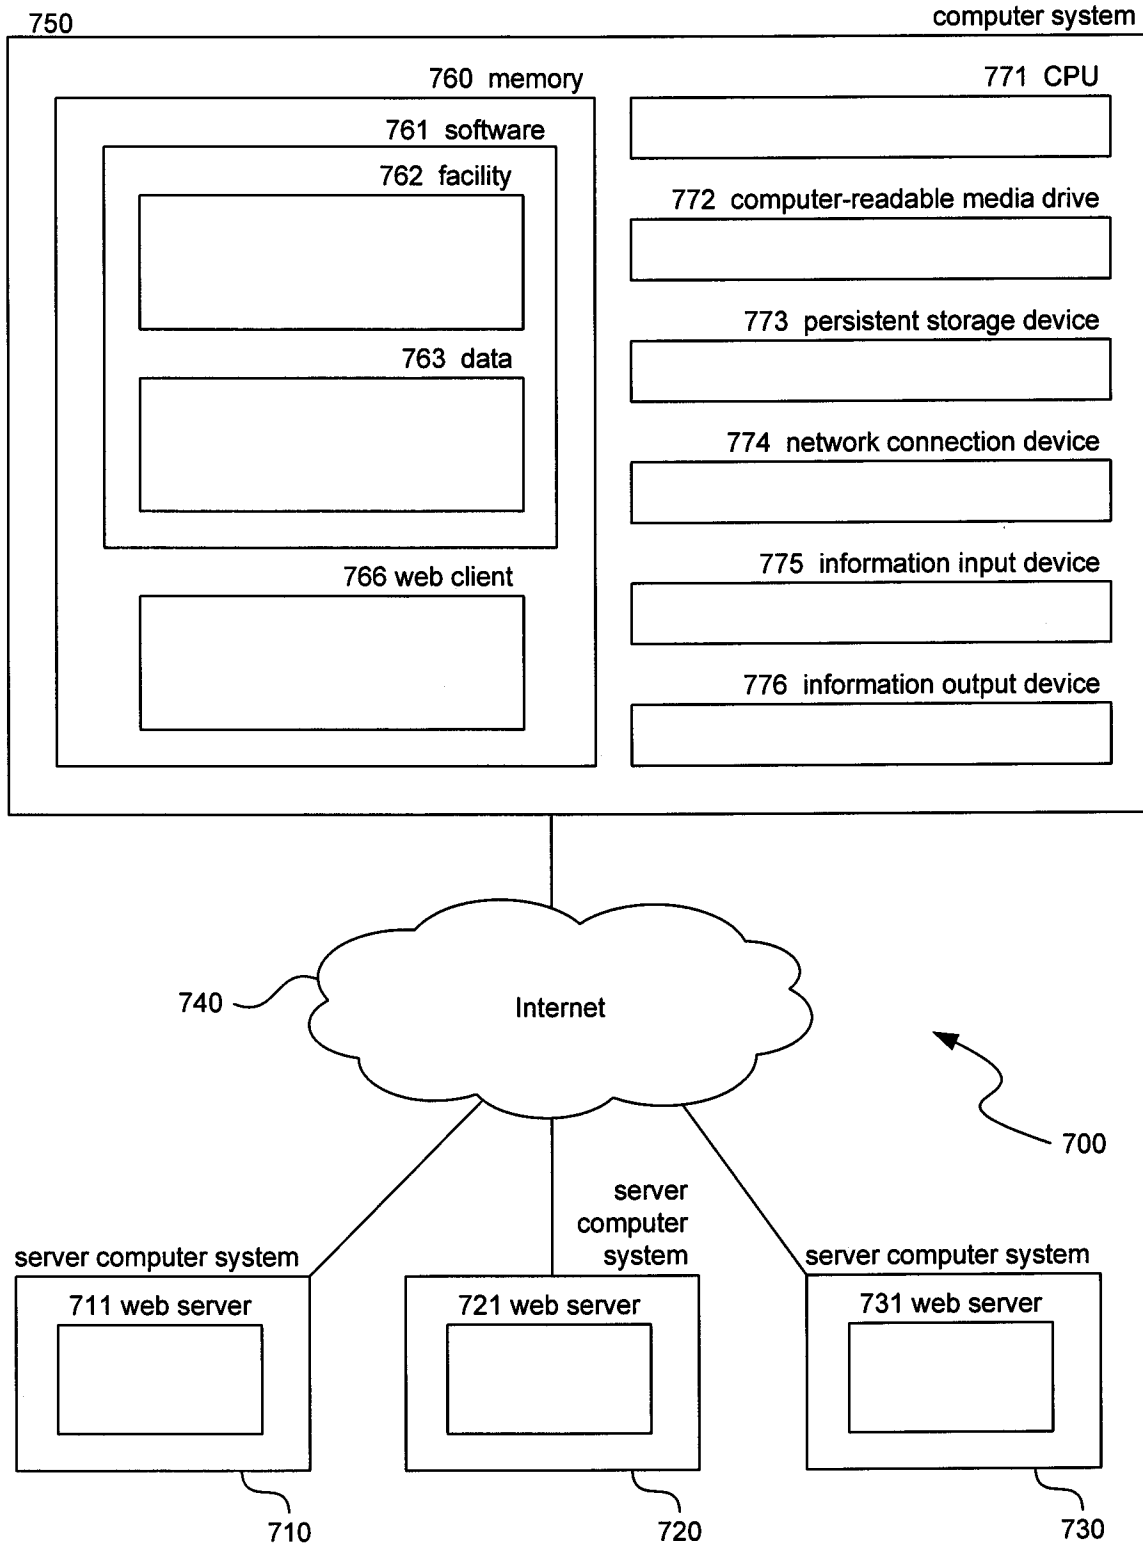 750
computer system
760 memory
761 software
762 facility
763 data
766 web client
771 CPU
772 computer-readable media drive
773 persistent storage device
774 network connection device
775 information input device
776 information output device
740
Internet
700
server computer system
711 web server
710
server
computer
system
721 web server
720
server computer system
731 web server
730